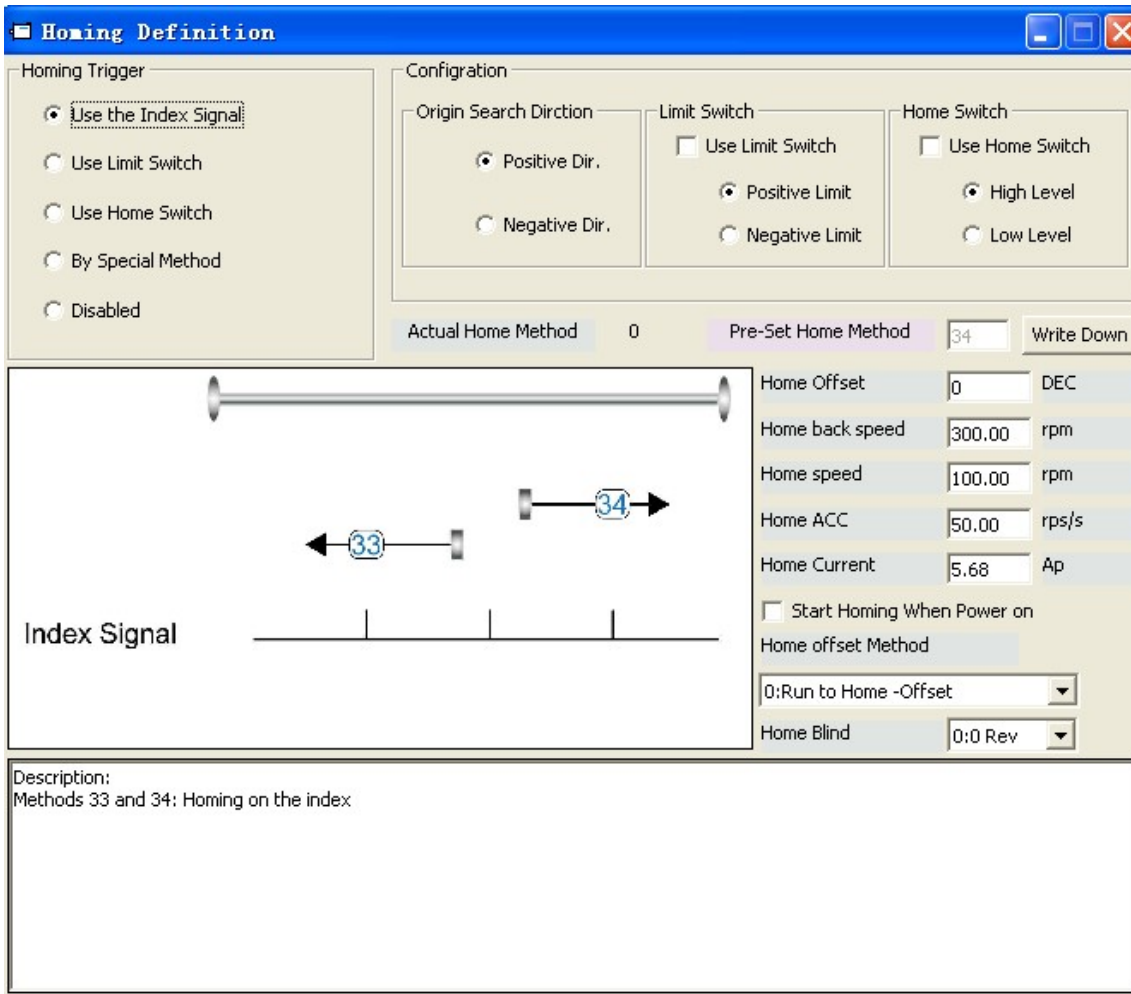 Homing Definition
Homing Trigger
Use the Index Signal
Use Limit Switch
Use Home Switch
By Special Method
Disabled
Configration
Origin Search Dirction
Positive Dir.
Negative Dir.
Limit Switch
Use Limit Switch
Positive Limit
Negative Limit
Home Switch
Use Home Switch
High Level
Low Level
Actual Home Method 0 Pre-Set Home Method 34 Write Down
34
33
Index Signal
Home Offset 0 DEC
Home back speed 300.00 rpm
Home speed 100.00 rpm
Home ACC 50.00 rps/s
Home Current 5.68 Ap
Start Homing When Power on
Home offset Method
0:Run to Home -Offset
Home Blind 0:0 Rev
Description:
Methods 33 and 34: Homing on the index